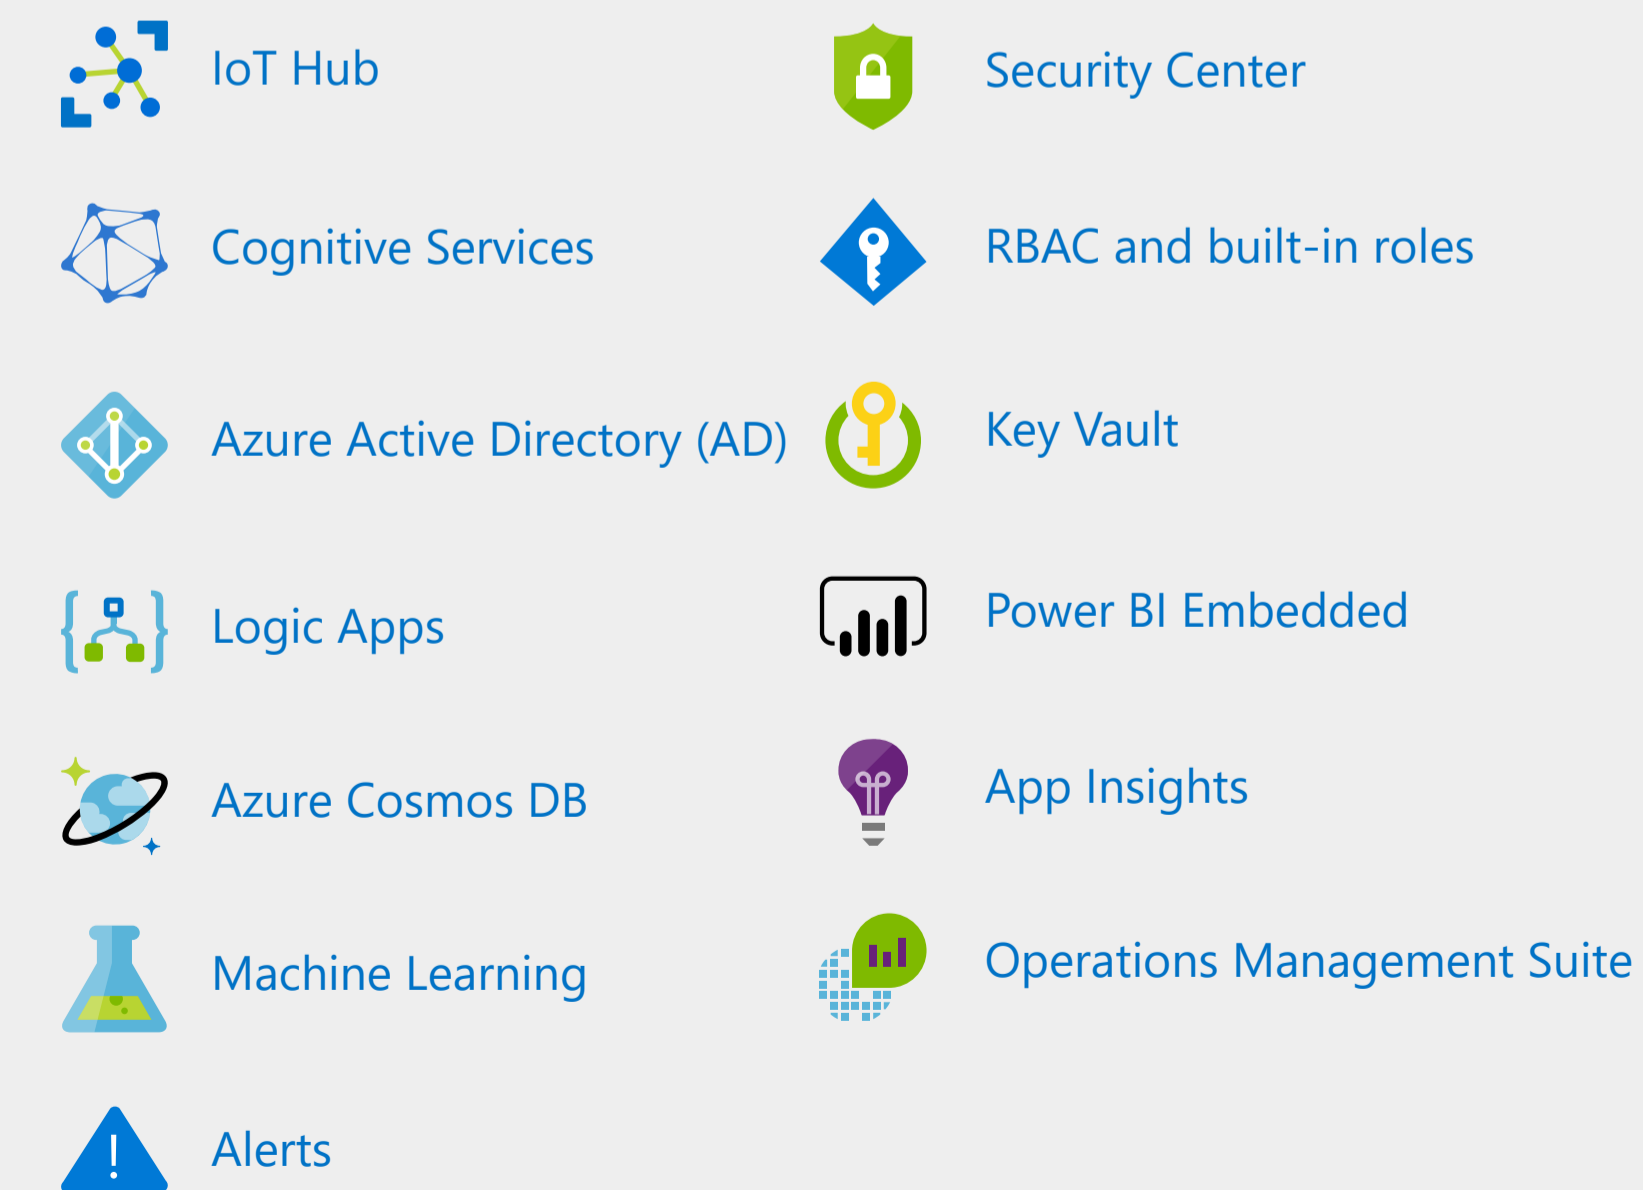 IoT Hub
Cognitive Services
Azure Active Directory (AD)
Logic Apps
Azure Cosmos DB
Machine Learning
Alerts
Security Center
RBAC and built-in roles
Key Vault
Power BI Embedded
App Insights
Operations Management Suite